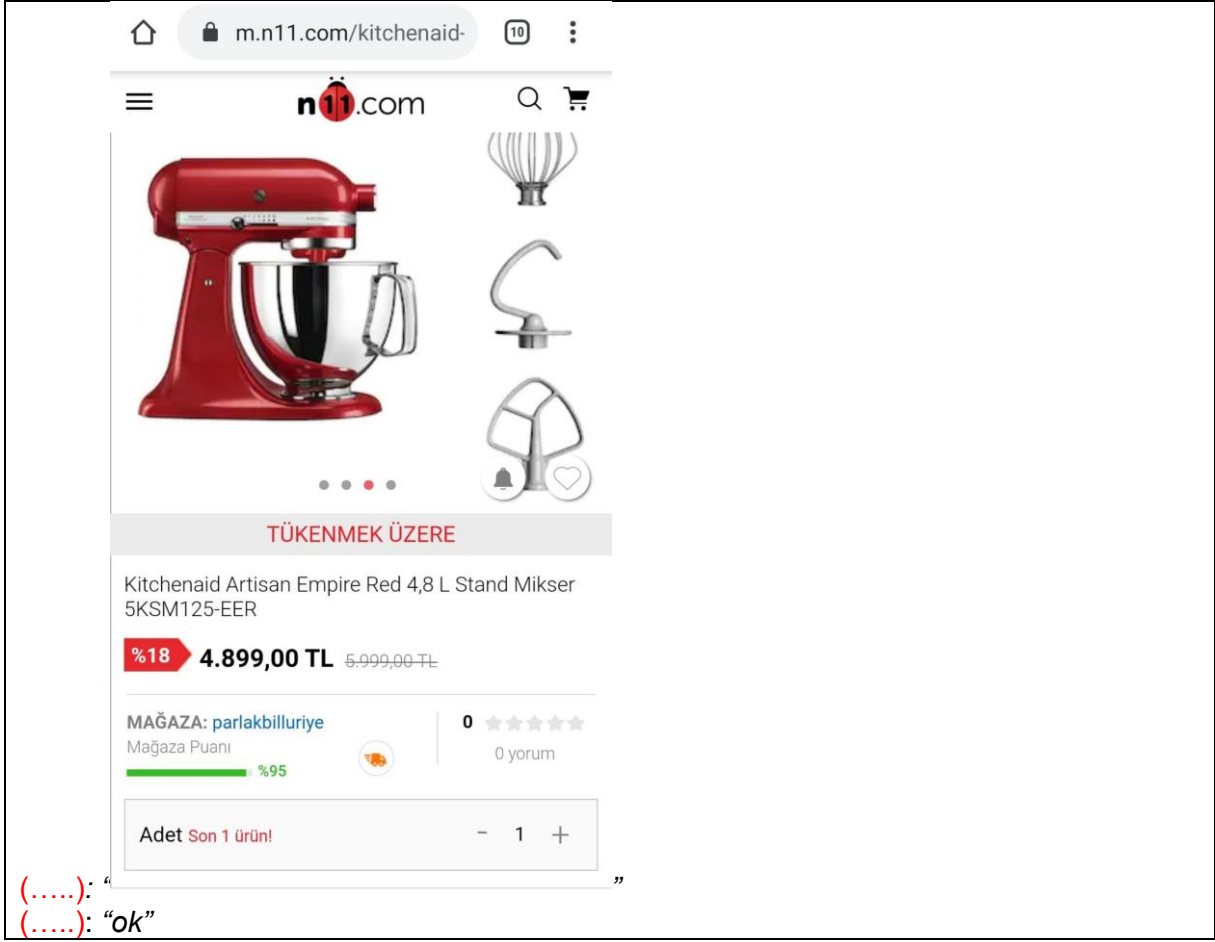 m.n11.com/kitchenaid- 10
n11.com
TÜKENMEK ÜZERE
Kitchenaid Artisan Empire Red 4,8 L Stand Mikser
5KSM125-EER
%18 4.899,00 TL 5.999,00 TL
MAĞAZA: parlakbilluriye 0
Mağaza Puanı 0 yorum
%95
Adet Son 1 ürün! - 1 +
(…..): “ ”
(…..): “ok”